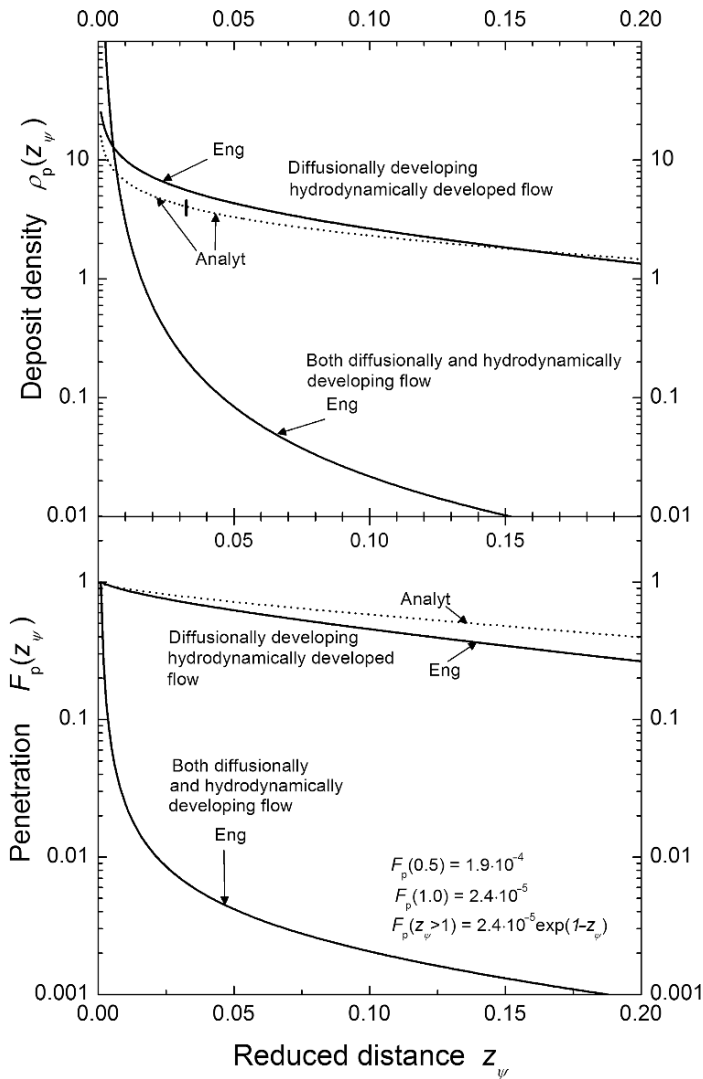 0.00 0.05 0.10 0.15 0.20
10
1
0.1
0.01
10
1
0.1
0.01
Deposit density ρp(zψ)
Eng
Diffusionally developing
hydrodynamically developed flow
Analyt
Both diffusionally and hydrodynamically
developing flow
Eng
0.05 0.10 0.15
1
0.1
0.01
0.001
1
0.1
0.01
0.001
Penetration Fp(zψ)
Analyt
Diffusionally developing
hydrodynamically developed
flow
Eng
Both diffusionally
and hydrodynamically
developing flow
Eng
Fp(0.5) = 1.9·10⁻⁴
Fp(1.0) = 2.4·10⁻⁵
Fp(zψ>1) = 2.4·10⁻⁵exp(1–zψ)
0.00 0.05 0.10 0.15 0.20
Reduced distance zψ